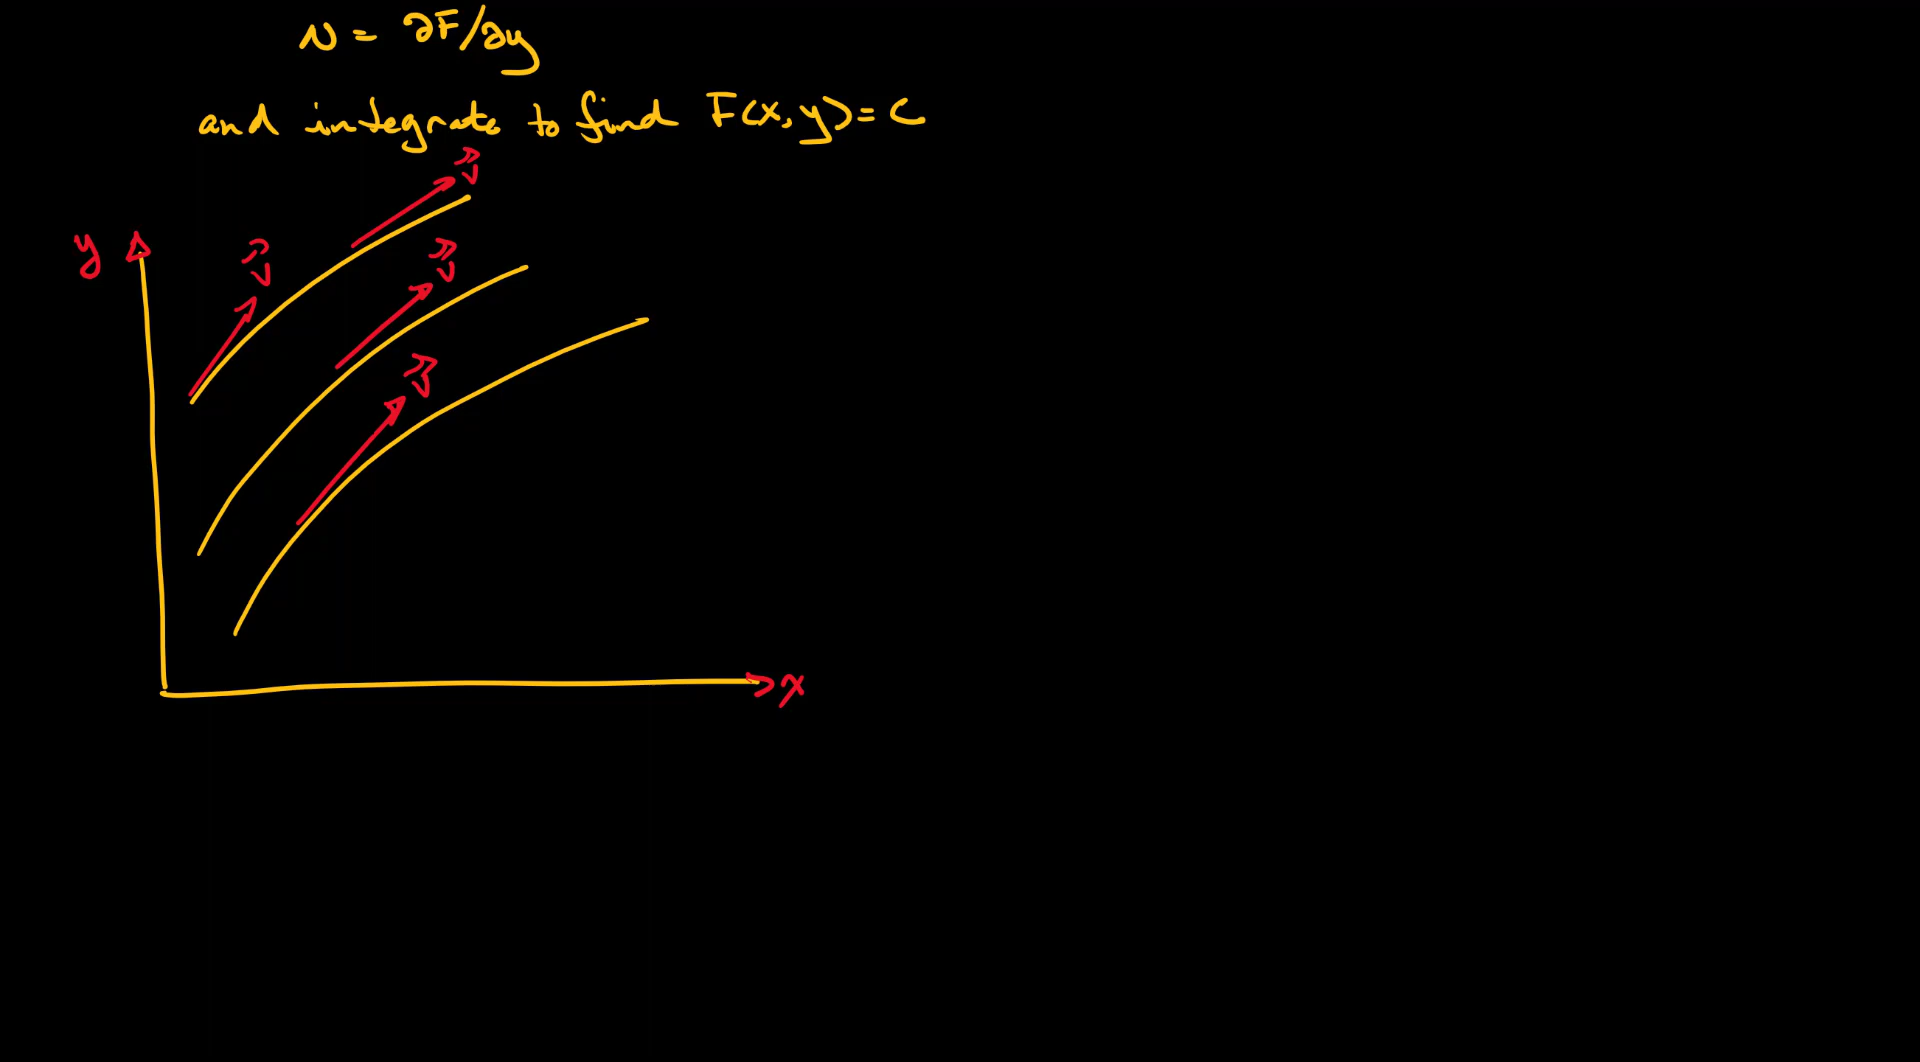 N = ∂F/∂y
and integrate to find F(x,y)=C
v⃗
y
v⃗
v⃗
v⃗
x